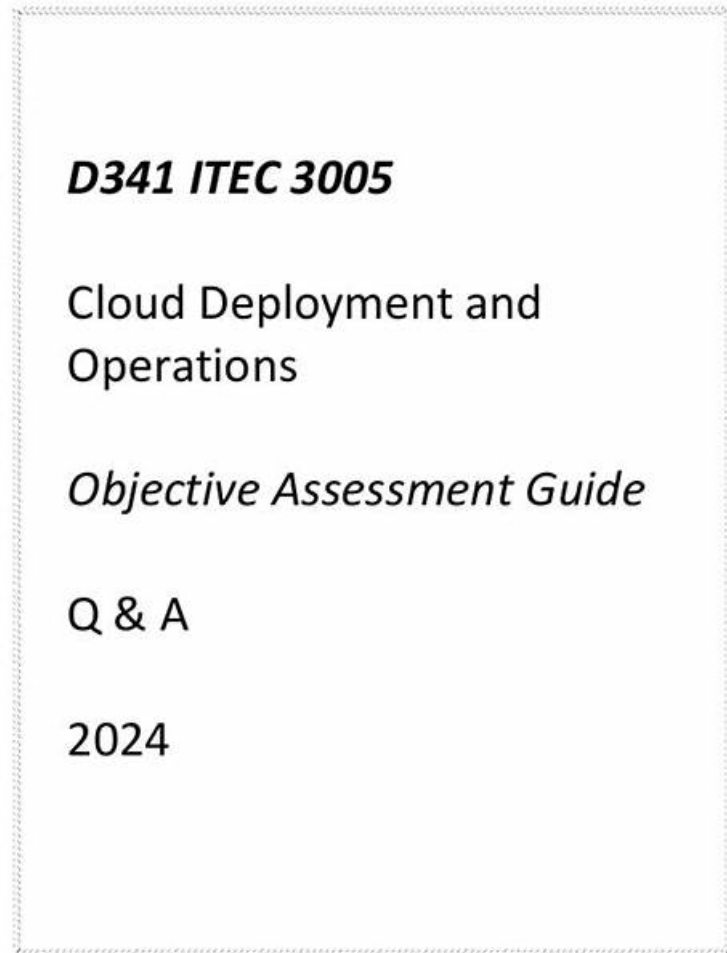 D341 ITEC 3005
Cloud Deployment and
Operations
Objective Assessment Guide
Q & A
2024